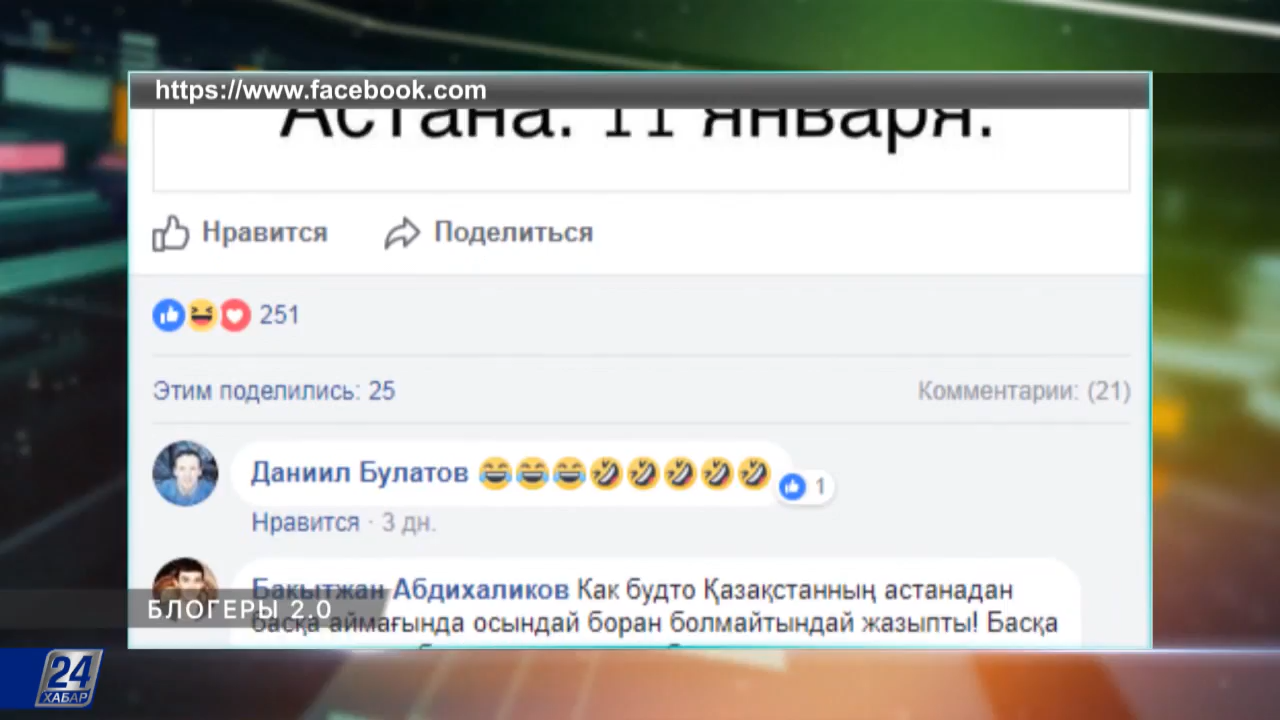 https://www.facebook.com
Астана. 11 января.
Нравится Поделиться
251
Этим поделились: 25 Комментарии: (21)
Даниил Булатов 😂😂😂🤣🤣🤣🤣🤣 1
Нравится · 3 дн.
Бакытжан Абдихаликов Как будто Қазақстанның астанадан
БЛОГЕРЫ 2.0
басқа аймағында осындай боран болмайтындай жазыпты! Басқа
24
ХАБАР